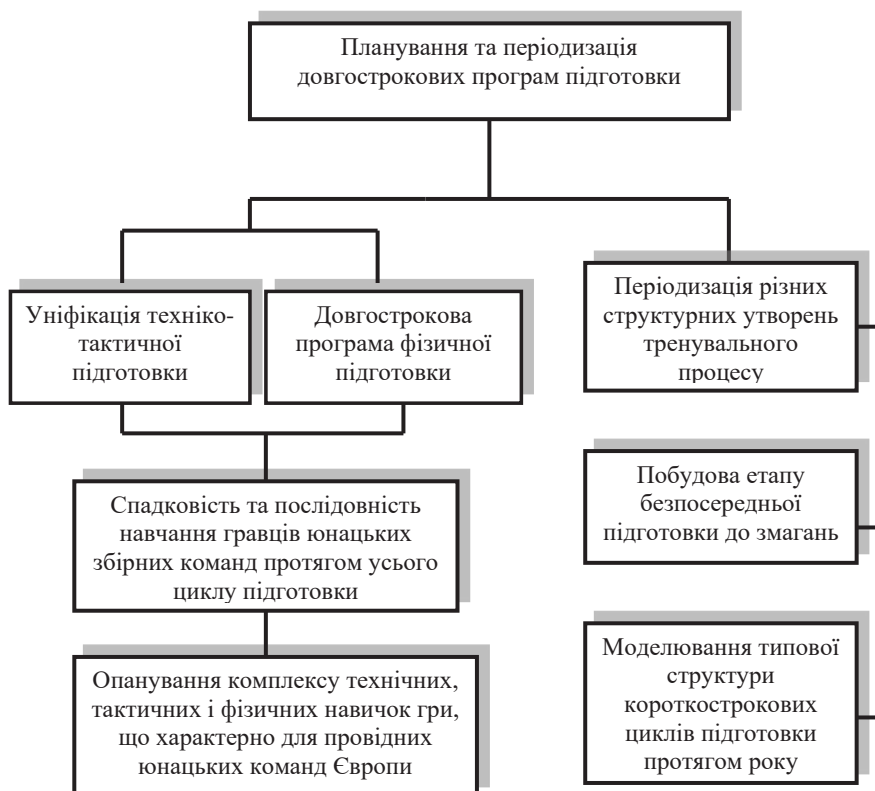 Планування та періодизація
довгострокових програм підготовки
Уніфікація техніко-
тактичної
підготовки
Довгострокова
програма фізичної
підготовки
Періодизація різних
структурних утворень
тренувального
процесу
Спадковість та послідовність
навчання гравців юнацьких
збірних команд протягом усього
циклу підготовки
Побудова етапу
безпосередньої
підготовки до змагань
Опанування комплексу технічних,
тактичних і фізичних навичок гри,
що характерно для провідних
юнацьких команд Європи
Моделювання типової
структури
короткострокових
циклів підготовки
протягом року